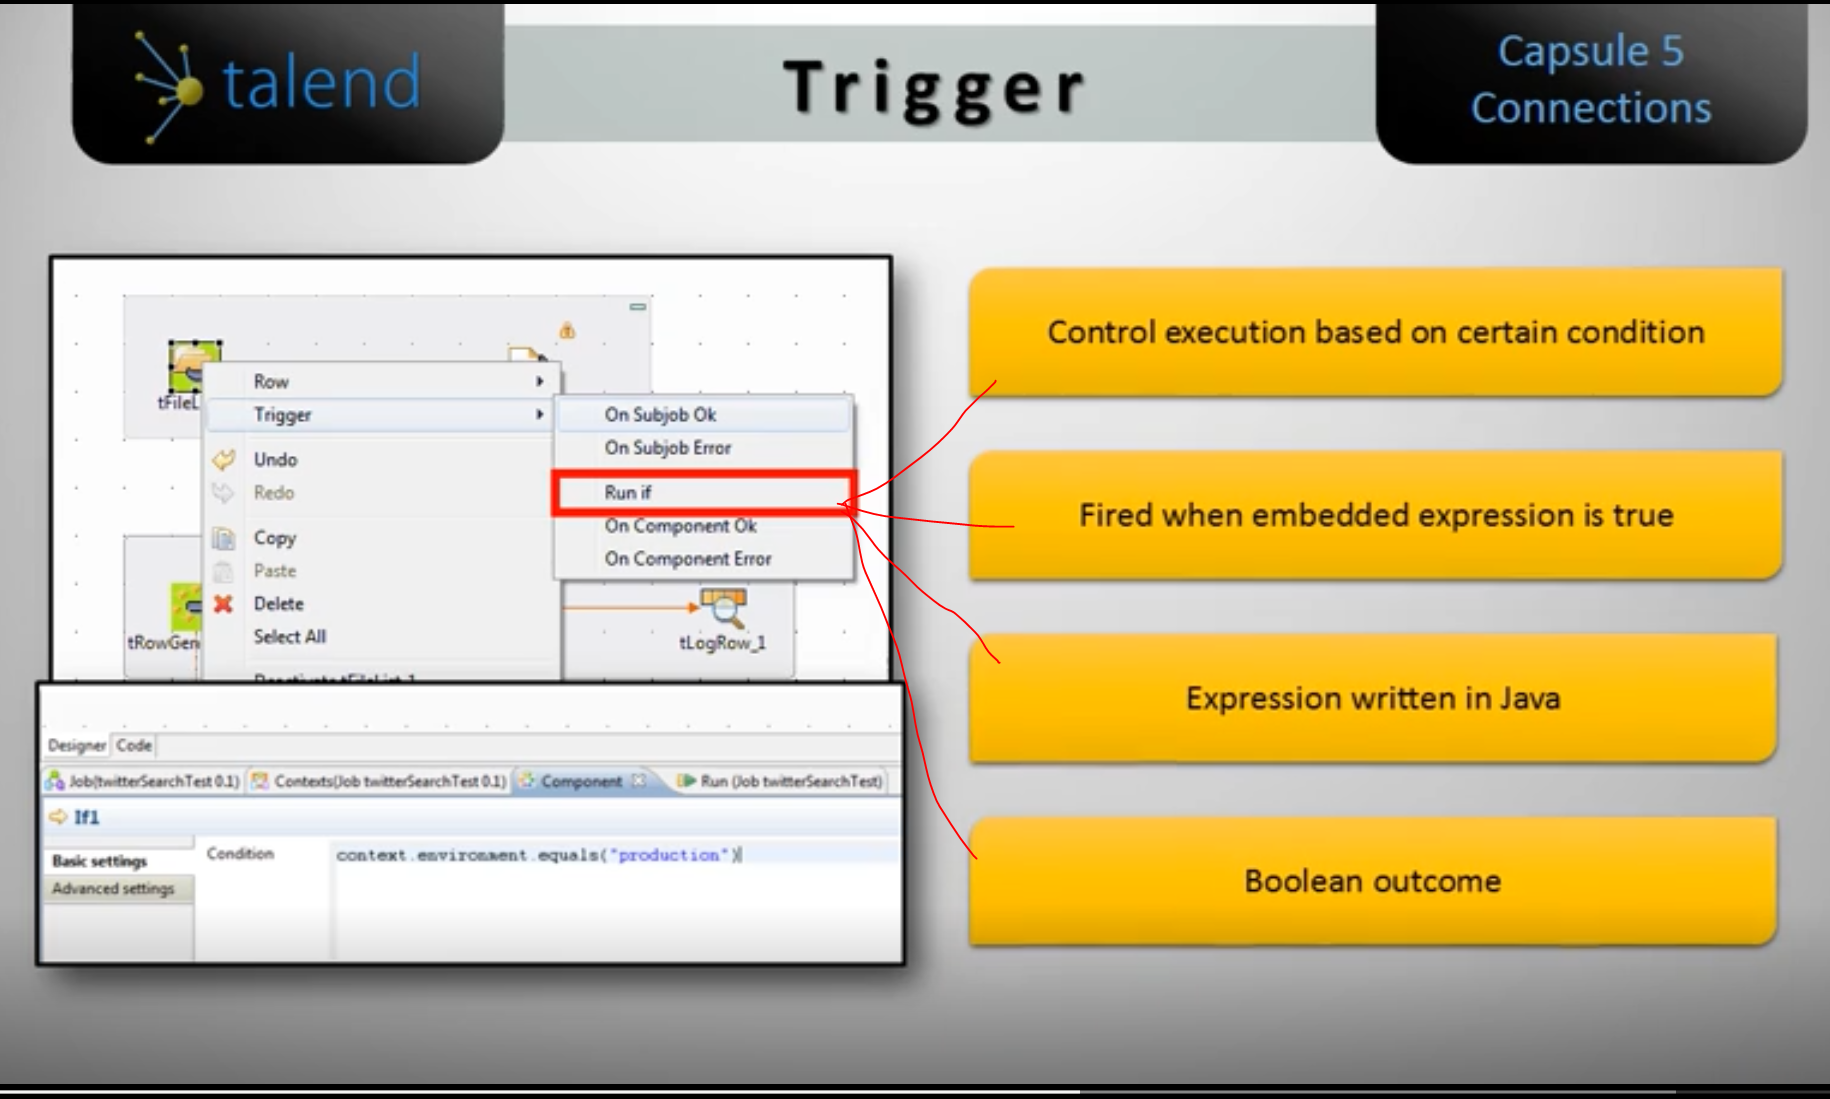 talend
Trigger
Capsule 5
Connections
Row
Trigger
Undo
Redo
Copy
Paste
Delete
Select All
On Subjob Ok
On Subjob Error
Run if
On Component Ok
On Component Error
tLogRow_1
Designer Code
Job(twitterSearchTest 0.1) Contexts(Job twitterSearchTest 0.1) Component Run (Job twitterSearchTest)
If1
Basic settings
Advanced settings
Condition context.environment.equals("production")
Control execution based on certain condition
Fired when embedded expression is true
Expression written in Java
Boolean outcome